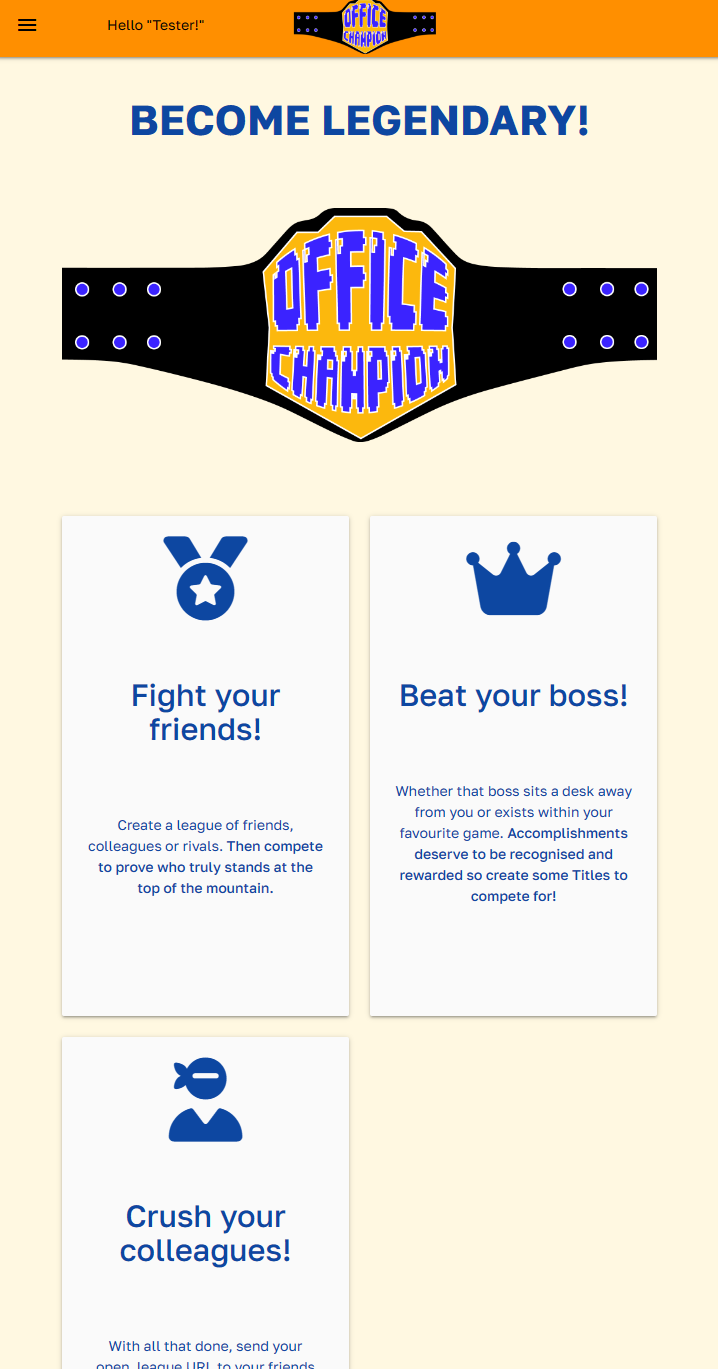 Hello "Tester!"
OFFICE
CHAMPION
BECOME LEGENDARY!
OFFICE
CHAMPION
Fight your
friends!
Create a league of friends,
colleagues or rivals. Then compete
to prove who truly stands at the
top of the mountain.
Beat your boss!
Whether that boss sits a desk away
from you or exists within your
favourite game. Accomplishments
deserve to be recognised and
rewarded so create some Titles to
compete for!
Crush your
colleagues!
With all that done, send your
open league URL to your friends